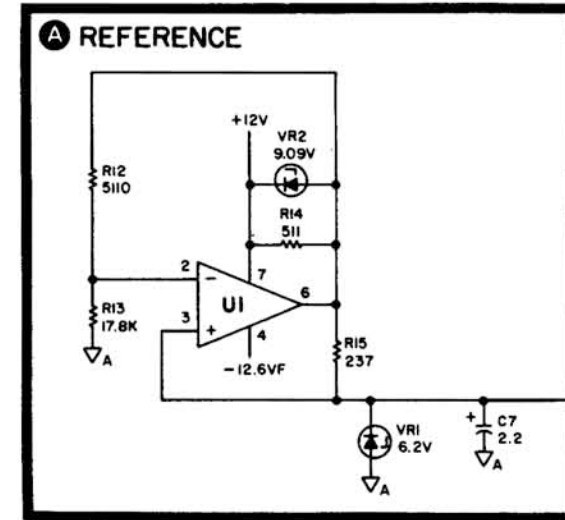 A REFERENCE
+12V
VR2
9.09V
R12
5110
R14
511
2
7
-
6
U1
R13
17.8K
3
+
4
A
-12.6VF
R15
237
+
C7
2.2
VR1
6.2V
A
A